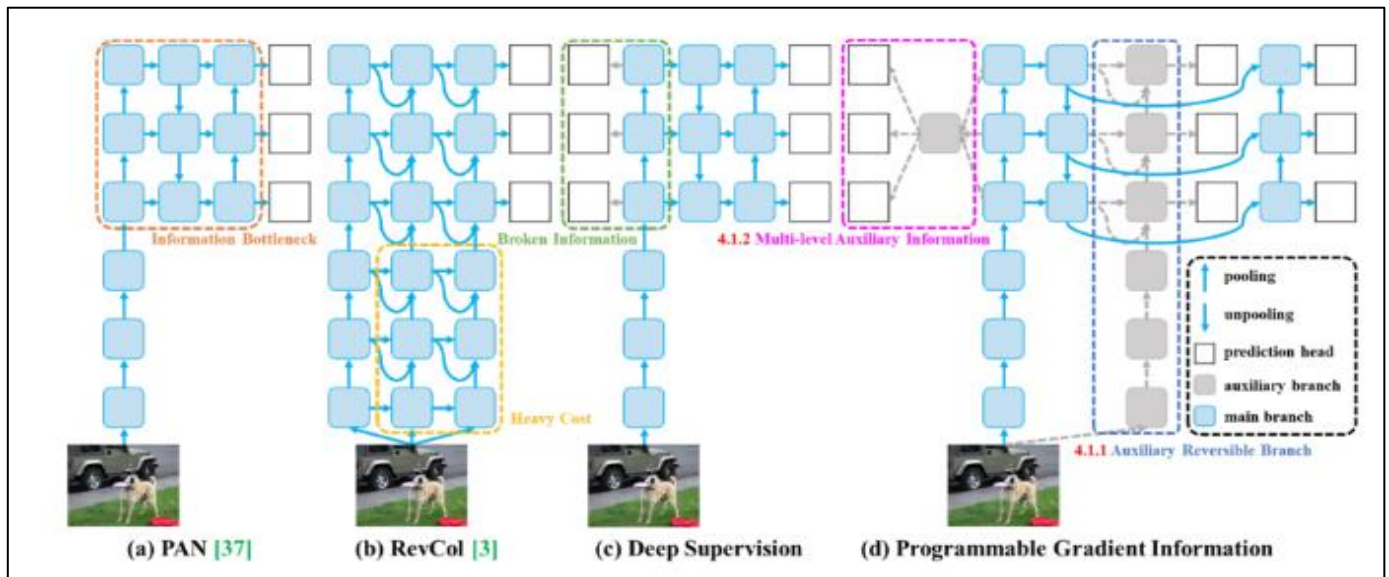 Information Bottleneck
Broken Information
4.1.2 Multi-level Auxiliary Information
Heavy Cost
pooling
unpooling
prediction head
auxiliary branch
main branch
4.1.1 Auxiliary Reversible Branch
(a) PAN [37]
(b) RevCol [3]
(c) Deep Supervision
(d) Programmable Gradient Information